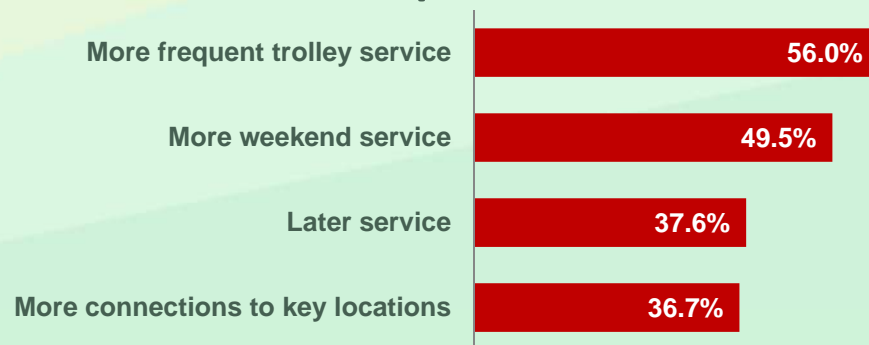 More frequent trolley service 56.0%
More weekend service 49.5%
Later service 37.6%
More connections to key locations 36.7%